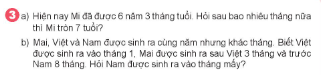 3 a) Hiện nay Mi đã được 6 năm 3 tháng tuổi. Hỏi sau bao nhiêu tháng nữa
thì Mi tròn 7 tuổi?
b) Mai, Việt và Nam được sinh ra cùng năm nhưng khác tháng. Biết Việt
được sinh ra vào tháng 1, Mai được sinh ra sau Việt 3 tháng và trước
Nam 8 tháng. Hỏi Nam được sinh ra vào tháng mấy?